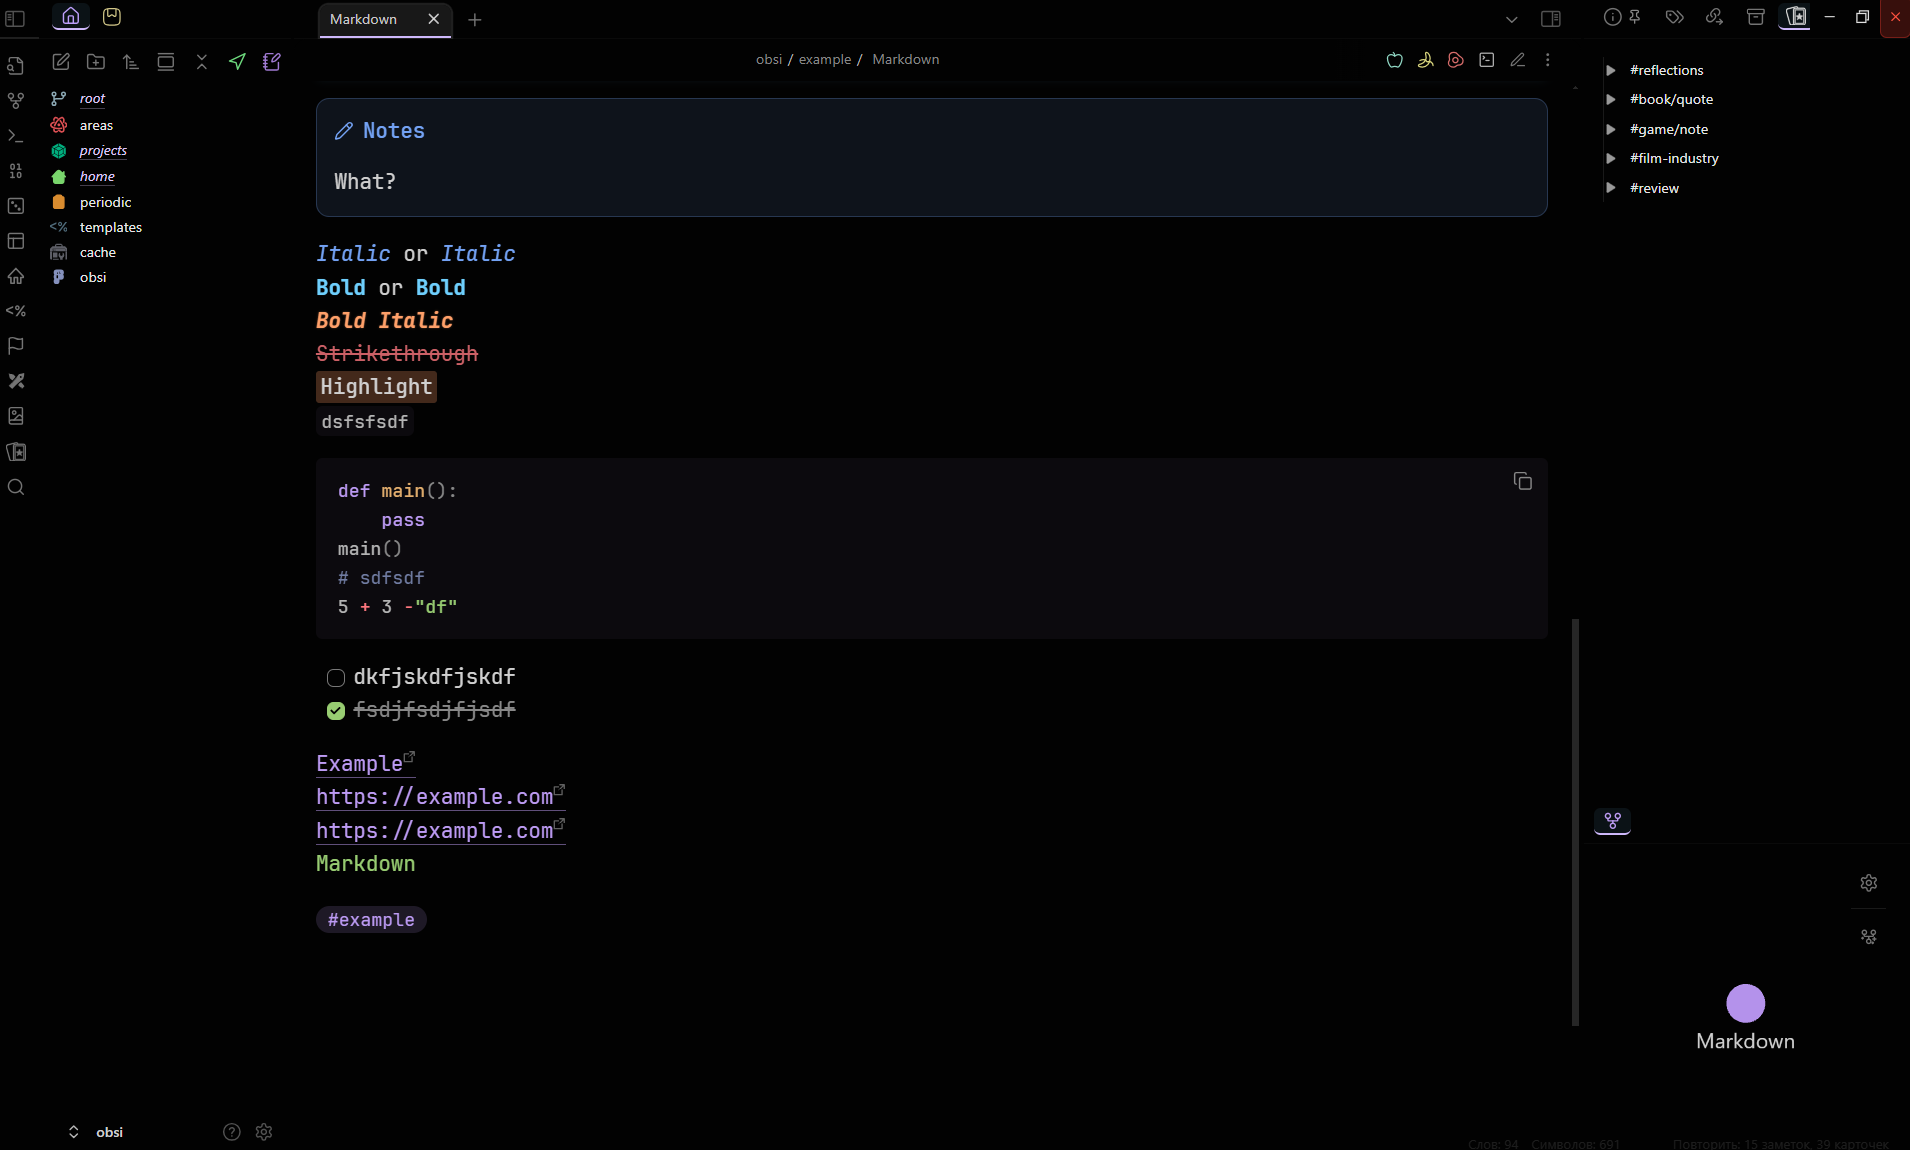 Markdown
obsi / example / Markdown
root
areas
projects
home
periodic
<% templates
cache
obsi
<%
Notes
What?
Italic or Italic
Bold or Bold
Bold Italic
Strikethrough
Highlight
dsfsfsdf
def main():
pass
main()
# sdfsdf
5 + 3 -"df"
dkfjskdfjskdf
fsdjfsdjfjsdf
Example
https://example.com
https://example.com
Markdown
#example
#reflections
#book/quote
#game/note
#film-industry
#review
Markdown
obsi
Слов: 94 Символов: 691 Повторить: 15 заметок, 39 карточек